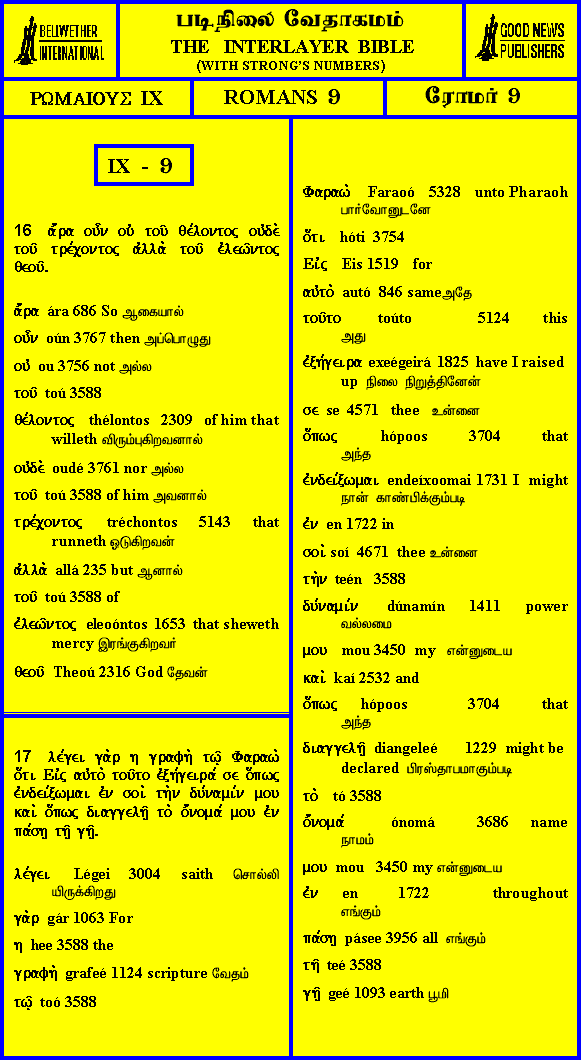 BELLWETHER
INTERNATIONAL
படிநிலை வேதாகமம்
THE INTERLAYER BIBLE
(WITH STRONG'S NUMBERS)
GOOD NEWS
PUBLISHERS
ΡΩΜΑΙΟΥΣ IX
ROMANS 9
ரோமர் 9
IX - 9
16 ἄρα οὖν οὐ τοῦ θέλοντος οὐδὲ
τοῦ τρέχοντος ἀλλὰ τοῦ ἐλεῶντος
θεοῦ.
ἄρα ára 686 So ஆகையால்
οὖν oún 3767 then அப்பொழுது
οὐ ou 3756 not அல்ல
τοῦ toú 3588
θέλοντος thélontos 2309 of him that
willeth விரும்புகிறவனால்
οὐδὲ oudé 3761 nor அல்ல
τοῦ toú 3588 of him அவனால்
τρέχοντος tréchontos 5143 that
runneth ஓடுகிறவன்
ἀλλὰ allá 235 but ஆனால்
τοῦ toú 3588 of
ἐλεῶντος eleoóntos 1653 that sheweth
mercy இரங்குகிறவர்
θεοῦ Theoú 2316 God தேவன்
17 λέγει γὰρ η γραφὴ τῷ Φαραὼ
ὅτι Εἰς αὐτὸ τοῦτο ἐξήγειρά σε ὅπως
ἐνδείξωμαι ἐν σοὶ τὴν δύναμίν μου
καὶ ὅπως διαγγελῇ τὸ ὄνομά μου ἐν
πάσῃ τῇ γῇ.
λέγει Légei 3004 saith சொல்லி
யிருக்கிறது
γὰρ gár 1063 For
η hee 3588 the
γραφὴ grafeé 1124 scripture வேதம்
τῷ toó 3588
Φαραὼ Faraoó 5328 unto Pharaoh
பார்வோனுடனே
ὅτι hóti 3754
Εἰς Eis 1519 for
αὐτὸ autó 846 same அதே
τοῦτο toúto 5124 this
அது
ἐξήγειρα exeégeirá 1825 have I raised
up நிலை நிறுத்தினேன்
σε se 4571 thee உன்னை
ὅπως hópoos 3704 that
அந்த
ἐνδείξωμαι endeíxoomai 1731 I might
நான் காண்பிக்கும்படி
ἐν en 1722 in
σοὶ soí 4671 thee உன்னை
τὴν teén 3588
δύναμίν dúnamín 1411 power
வல்லமை
μου mou 3450 my என்னுடைய
καὶ kaí 2532 and
ὅπως hópoos 3704 that
அந்த
διαγγελῇ diangeleé 1229 might be
declared பிரஸ்தாபமாகும்படி
τὸ tó 3588
ὄνομά ónomá 3686 name
நாமம்
μου mou 3450 my என்னுடைய
ἐν en 1722 throughout
எங்கும்
πάσῃ pásee 3956 all எங்கும்
τῇ teé 3588
γῇ geé 1093 earth பூமி